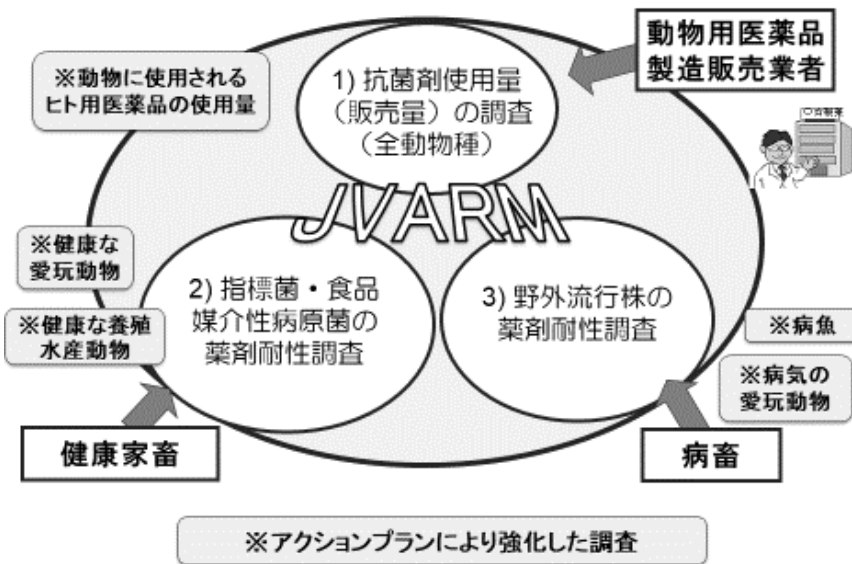 動物用医薬品
製造販売業者
※動物に使用される
ヒト用医薬品の使用量
1) 抗菌剤使用量
（販売量）の調査
（全動物種）
JVARM
※健康な
愛玩動物
※健康な養殖
水産動物
2) 指標菌・食品
媒介性病原菌の
薬剤耐性調査
3) 野外流行株の
薬剤耐性調査
※病魚
※病気の
愛玩動物
健康家畜
病畜
※アクションプランにより強化した調査